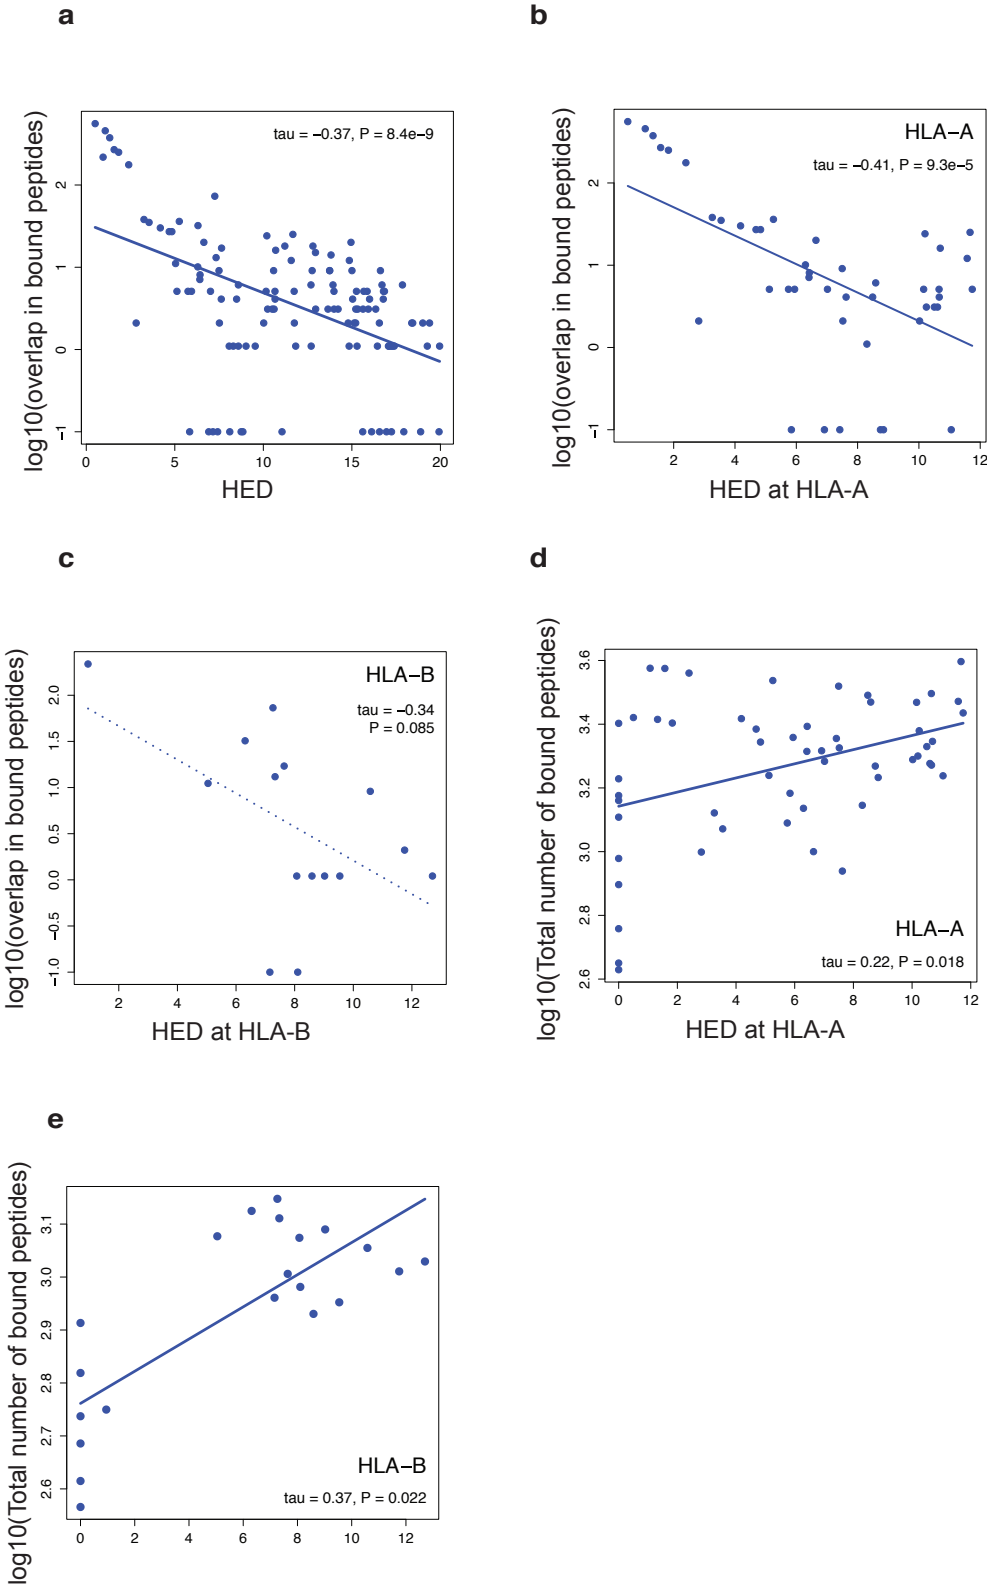 a
log10(overlap in bound peptides)
2
1
0
−1
tau = −0.37, P = 8.4e−9
0 5 10 15 20
HED
b
log10(overlap in bound peptides)
2
1
0
−1
HLA−A
tau = −0.41, P = 9.3e−5
2 4 6 8 10 12
HED at HLA-A
c
log10(overlap in bound peptides)
2.0
1.5
1.0
0.5
0.0
−0.5
−1.0
HLA−B
tau = −0.34
P = 0.085
2 4 6 8 10 12
HED at HLA-B
d
log10(Total number of bound peptides)
3.6
3.4
3.2
3.0
2.8
2.6
HLA−A
tau = 0.22, P = 0.018
0 2 4 6 8 10 12
HED at HLA-A
e
log10(Total number of bound peptides)
3.1
3.0
2.9
2.8
2.7
2.6
HLA−B
tau = 0.37, P = 0.022
0 2 4 6 8 10 12